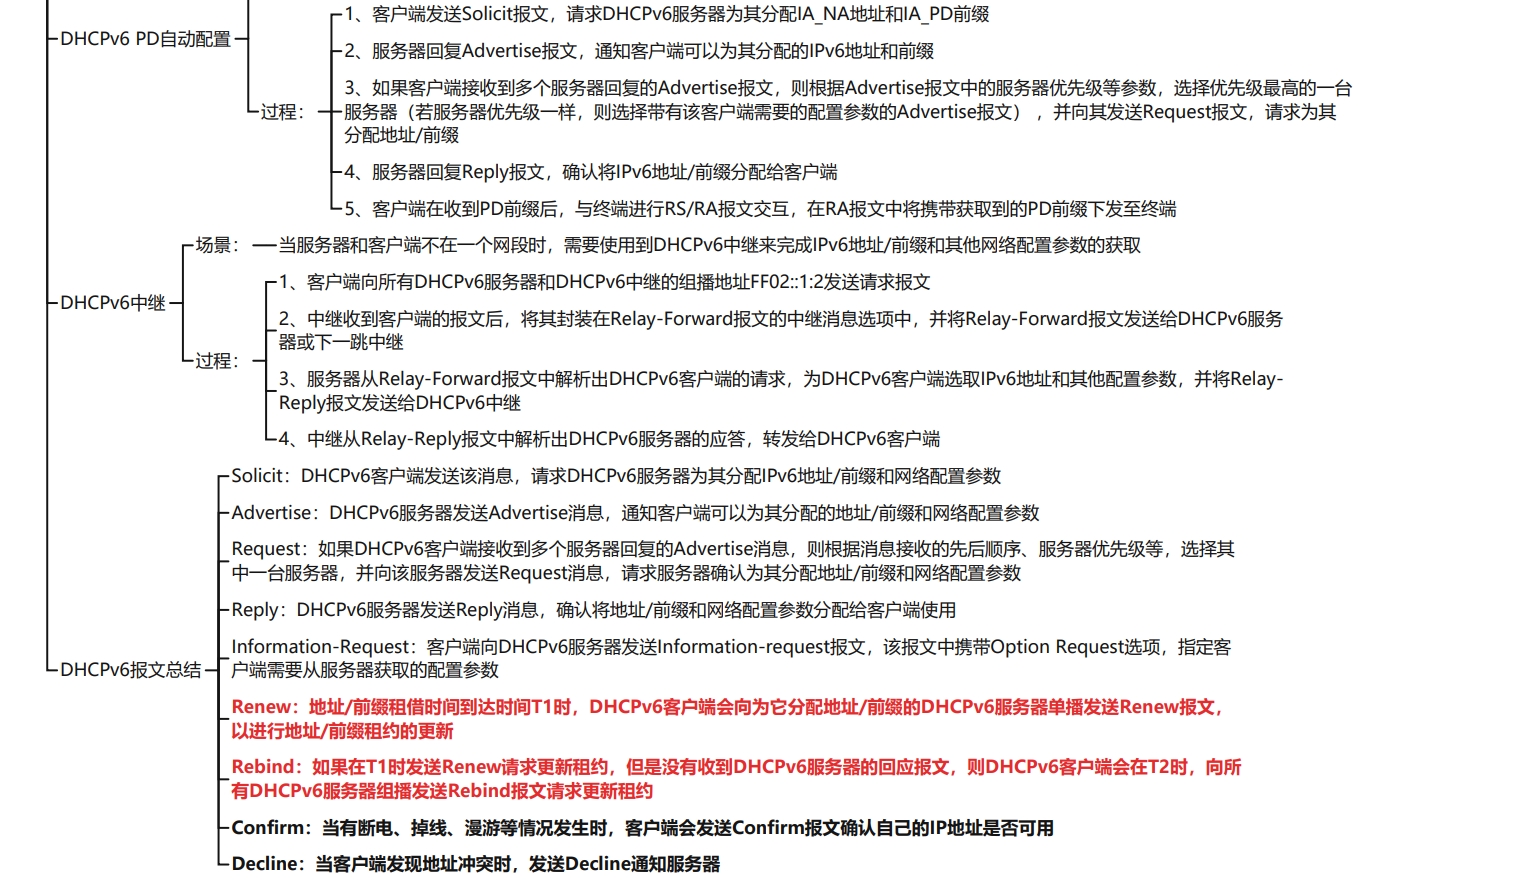 DHCPv6 PD自动配置
过程：
1、客户端发送Solicit报文，请求DHCPv6服务器为其分配IA_NA地址和IA_PD前缀
2、服务器回复Advertise报文，通知客户端可以为其分配的IPv6地址和前缀
3、如果客户端接收到多个服务器回复的Advertise报文，则根据Advertise报文中的服务器优先级等参数，选择优先级最高的一台
服务器（若服务器优先级一样，则选择带有该客户端需要的配置参数的Advertise报文），并向其发送Request报文，请求为其
分配地址/前缀
4、服务器回复Reply报文，确认将IPv6地址/前缀分配给客户端
5、客户端在收到PD前缀后，与终端进行RS/RA报文交互，在RA报文中将携带获取到的PD前缀下发至终端
DHCPv6中继
场景：
当服务器和客户端不在一个网段时，需要使用到DHCPv6中继来完成IPv6地址/前缀和其他网络配置参数的获取
过程：
1、客户端向所有DHCPv6服务器和DHCPv6中继的组播地址FF02::1:2发送请求报文
2、中继收到客户端的报文后，将其封装在Relay-Forward报文的中继消息选项中，并将Relay-Forward报文发送给DHCPv6服务
器或下一跳中继
3、服务器从Relay-Forward报文中解析出DHCPv6客户端的请求，为DHCPv6客户端选取IPv6地址和其他配置参数，并将Relay-
Reply报文发送给DHCPv6中继
4、中继从Relay-Reply报文中解析出DHCPv6服务器的应答，转发给DHCPv6客户端
DHCPv6报文总结
Solicit：DHCPv6客户端发送该消息，请求DHCPv6服务器为其分配IPv6地址/前缀和网络配置参数
Advertise：DHCPv6服务器发送Advertise消息，通知客户端可以为其分配的地址/前缀和网络配置参数
Request：如果DHCPv6客户端接收到多个服务器回复的Advertise消息，则根据消息接收的先后顺序、服务器优先级等，选择其
中一台服务器，并向该服务器发送Request消息，请求服务器确认为其分配地址/前缀和网络配置参数
Reply：DHCPv6服务器发送Reply消息，确认将地址/前缀和网络配置参数分配给客户端使用
Information-Request：客户端向DHCPv6服务器发送Information-request报文，该报文中携带Option Request选项，指定客
户端需要从服务器获取的配置参数
Renew：地址/前缀租借时间到达时间T1时，DHCPv6客户端会向为它分配地址/前缀的DHCPv6服务器单播发送Renew报文，
以进行地址/前缀租约的更新
Rebind：如果在T1时发送Renew请求更新租约，但是没有收到DHCPv6服务器的回应报文，则DHCPv6客户端会在T2时，向所
有DHCPv6服务器组播发送Rebind报文请求更新租约
Confirm：当有断电、掉线、漫游等情况发生时，客户端会发送Confirm报文确认自己的IP地址是否可用
Decline：当客户端发现地址冲突时，发送Decline通知服务器